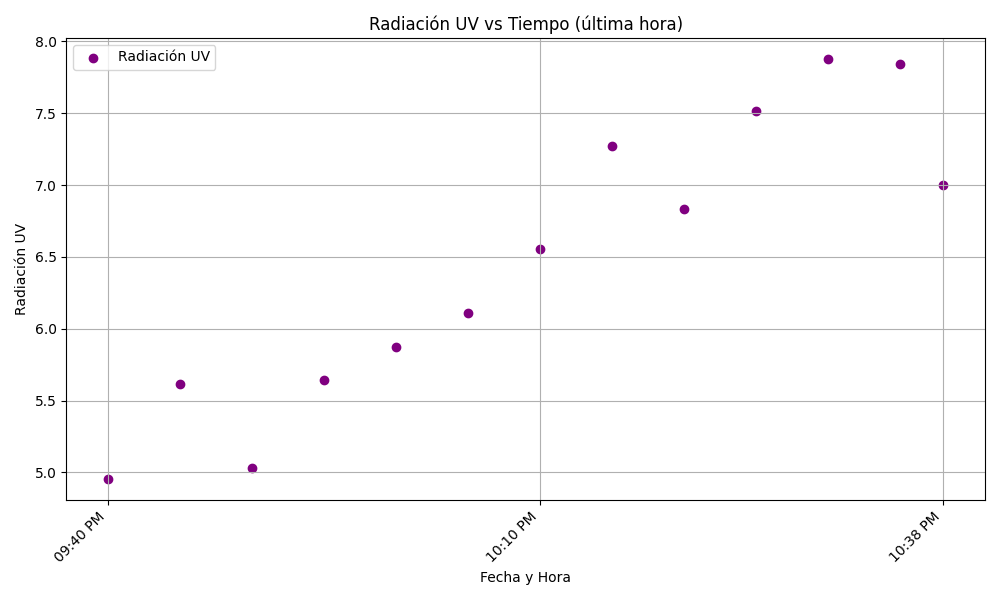 Radiación UV vs Tiempo (última hora)
Radiación UV
8.0
7.5
7.0
6.5
6.0
5.5
5.0
Radiación UV
09:40 PM
10:10 PM
10:38 PM
Fecha y Hora